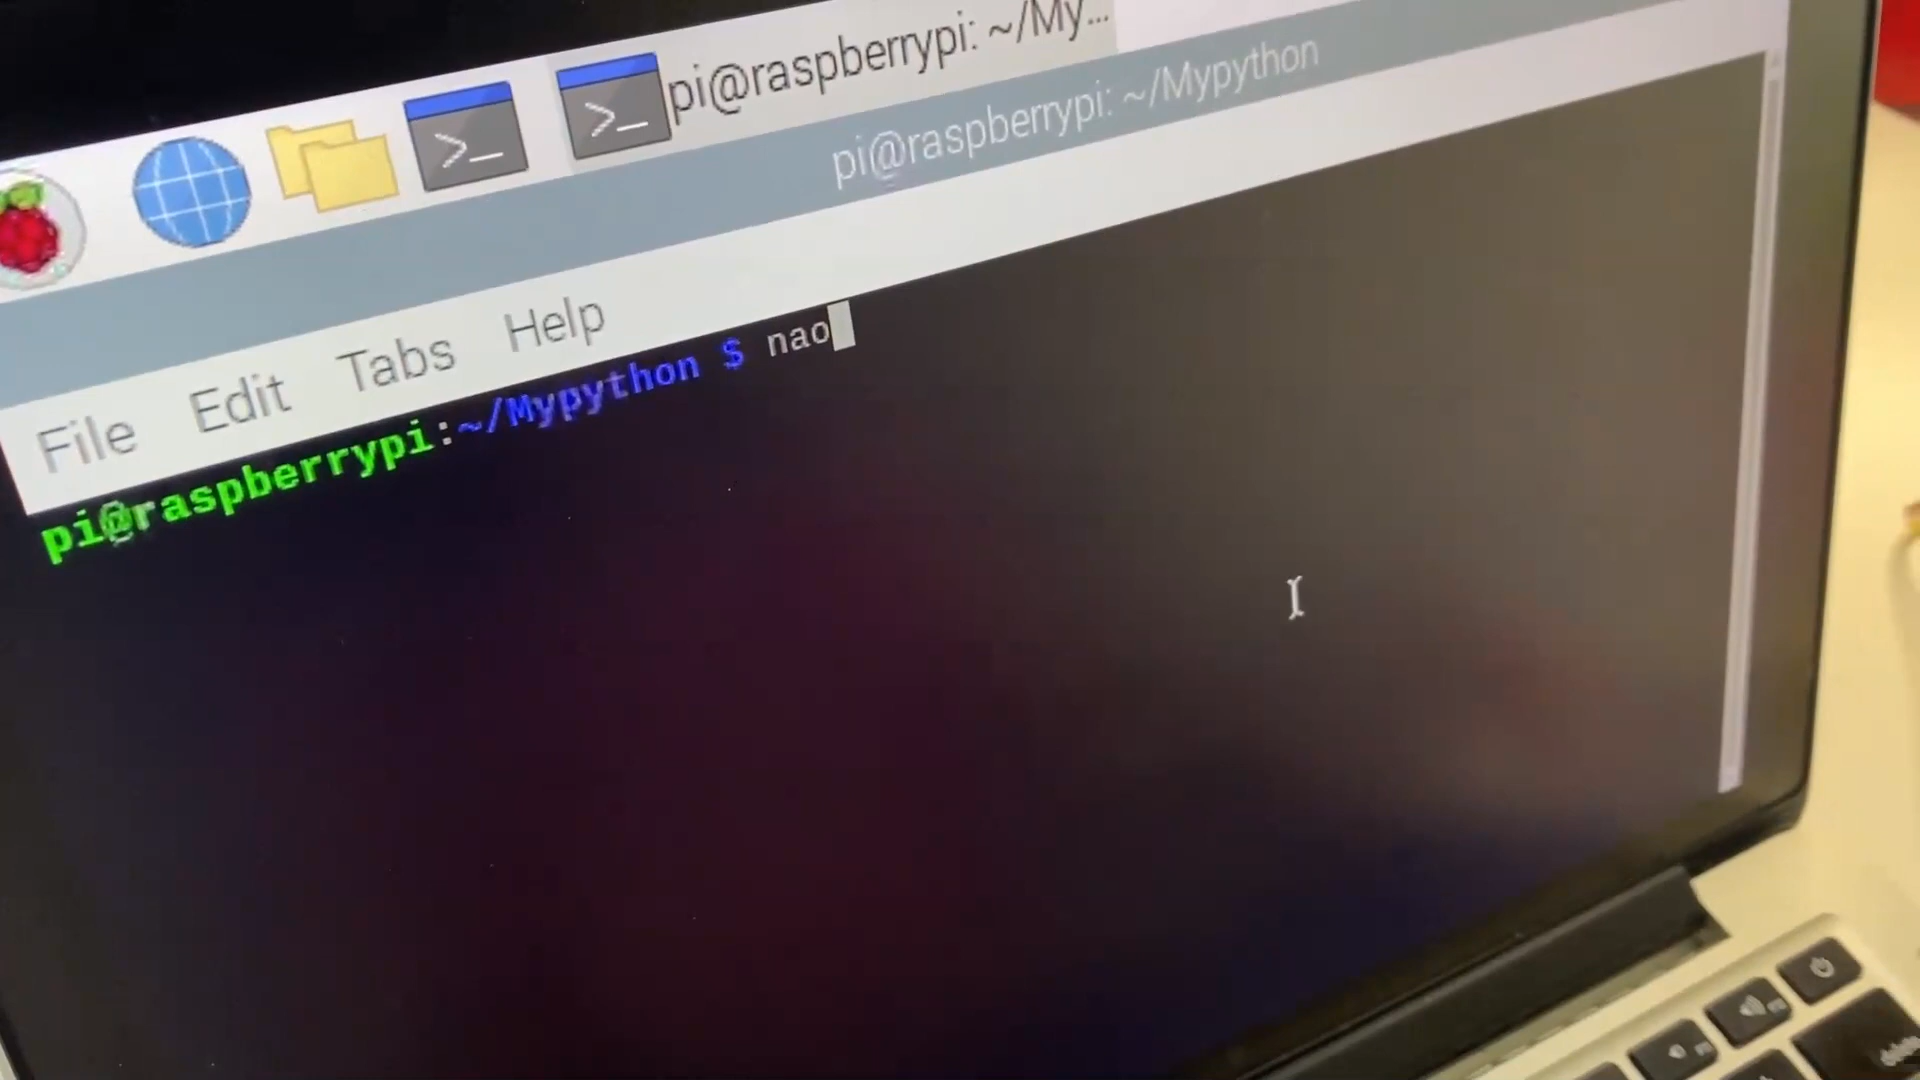 pi@raspberrypi: ~/My...
pi@raspberrypi: ~/Mypython
File Edit Tabs Help
pi@raspberrypi:~/Mypython $ nao